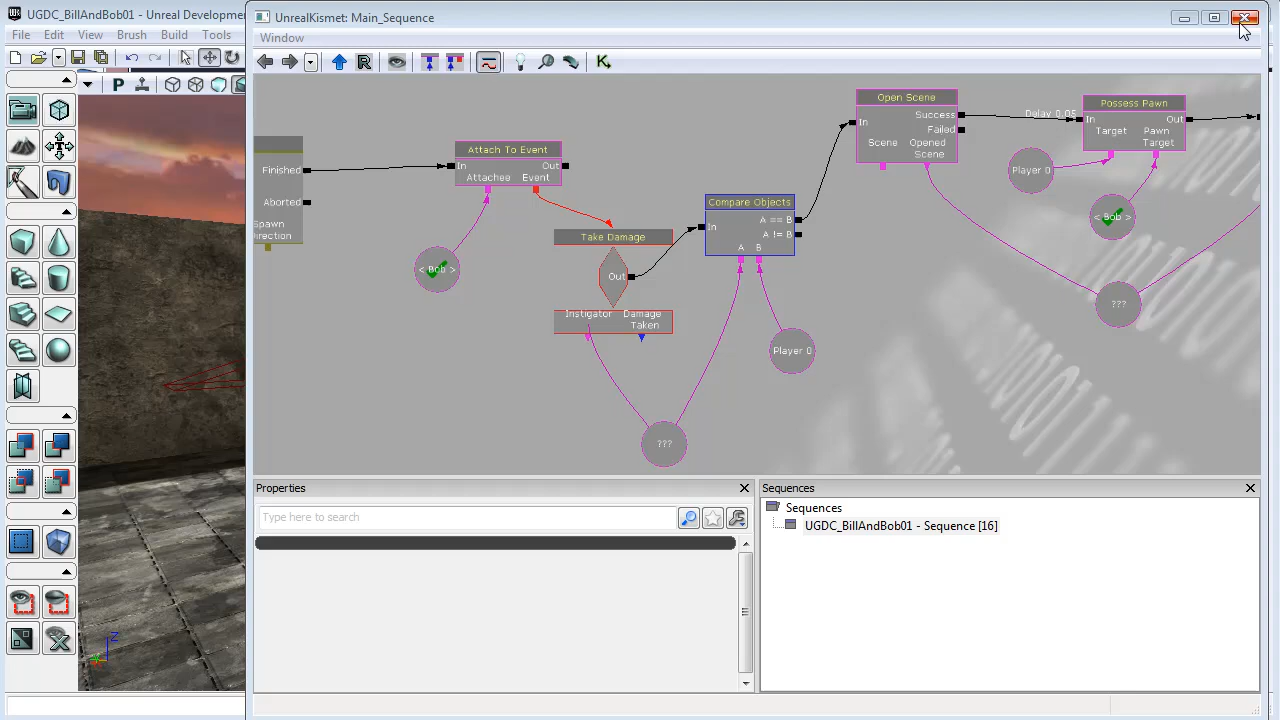 UGDC_BillAndBob01 - Unreal Developmen
UnrealKismet: Main_Sequence
File Edit View Brush Build Tools
Window
P
R
K
Open Scene
Success
In
Failed
Scene Opened
Scene
Delay 0.05
Possess Pawn
In Out
Target Pawn
Target
Finished
Aborted
Spawn
Direction
Attach To Event
In Out
Attachee Event
Player 0
< Bob >
Compare Objects
A == B
In
A != B
A B
Take Damage
Out
Instigator Damage
Taken
< Bob >
???
Player 0
???
Properties
Sequences
Type here to search
Sequences
UGDC_BillAndBob01 - Sequence [16]
Z